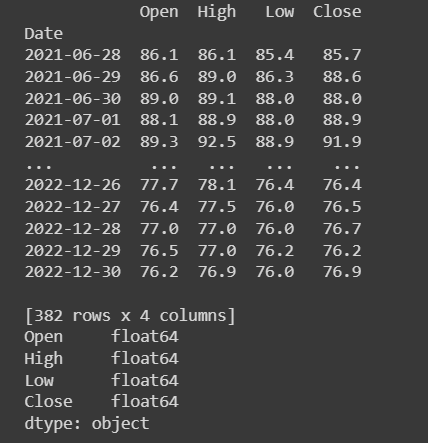 Open High Low Close
Date
2021-06-28 86.1 86.1 85.4 85.7
2021-06-29 86.6 89.0 86.3 88.6
2021-06-30 89.0 89.1 88.0 88.0
2021-07-01 88.1 88.9 88.0 88.9
2021-07-02 89.3 92.5 88.9 91.9
... ... ... ... ...
2022-12-26 77.7 78.1 76.4 76.4
2022-12-27 76.4 77.5 76.0 76.5
2022-12-28 77.0 77.0 76.0 76.7
2022-12-29 76.5 77.0 76.2 76.2
2022-12-30 76.2 76.9 76.0 76.9
[382 rows x 4 columns]
Open float64
High float64
Low float64
Close float64
dtype: object